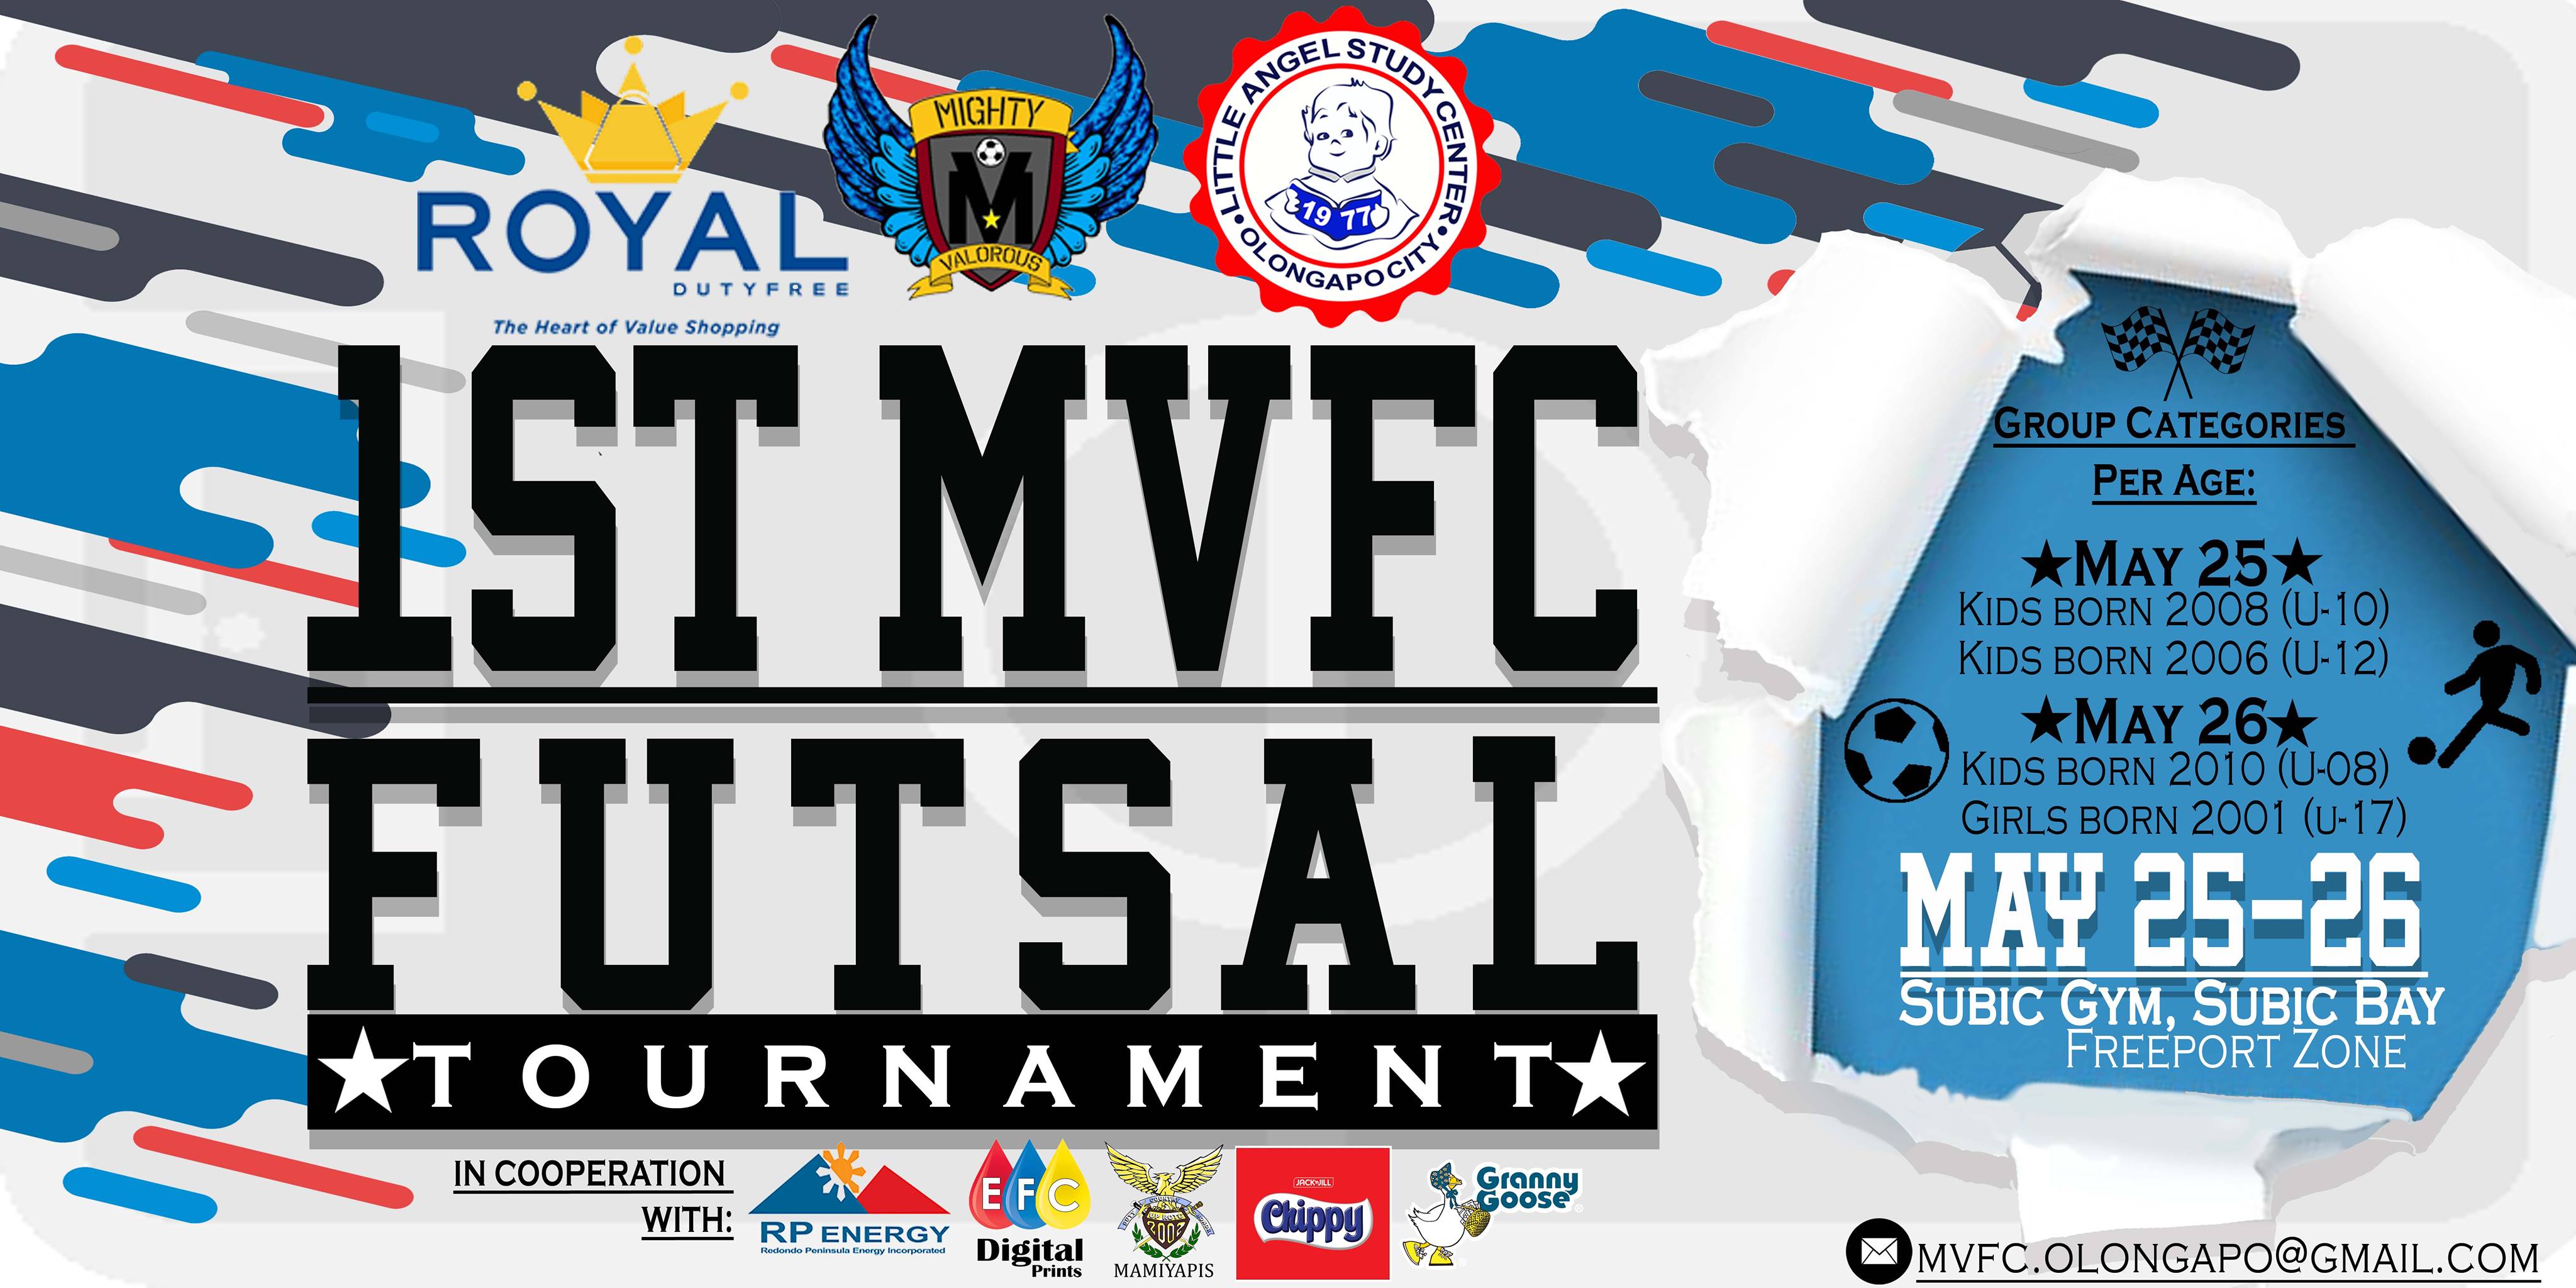 ROYAL
DUTYFREE
The Heart of Value Shopping
MIGHTY
M
VALOROUS
LITTLE ANGEL STUDY CENTER
1977
OLONGAPO CITY
1ST MVFC
FUTSAL
TOURNAMENT
GROUP CATEGORIES
PER AGE:
MAY 25
KIDS BORN 2008 (U-10)
KIDS BORN 2006 (U-12)
MAY 26
KIDS BORN 2010 (U-08)
GIRLS BORN 2001 (U-17)
MAY 25-26
SUBIC GYM, SUBIC BAY
FREEPORT ZONE
IN COOPERATION
WITH:
RP ENERGY
Redondo Peninsula Energy Incorporated
EFC
Digital
Prints
2002
MAMIYAPIS
JACK 'n JILL
Chippy
Granny
Goose
MVFC.OLONGAPO@GMAIL.COM